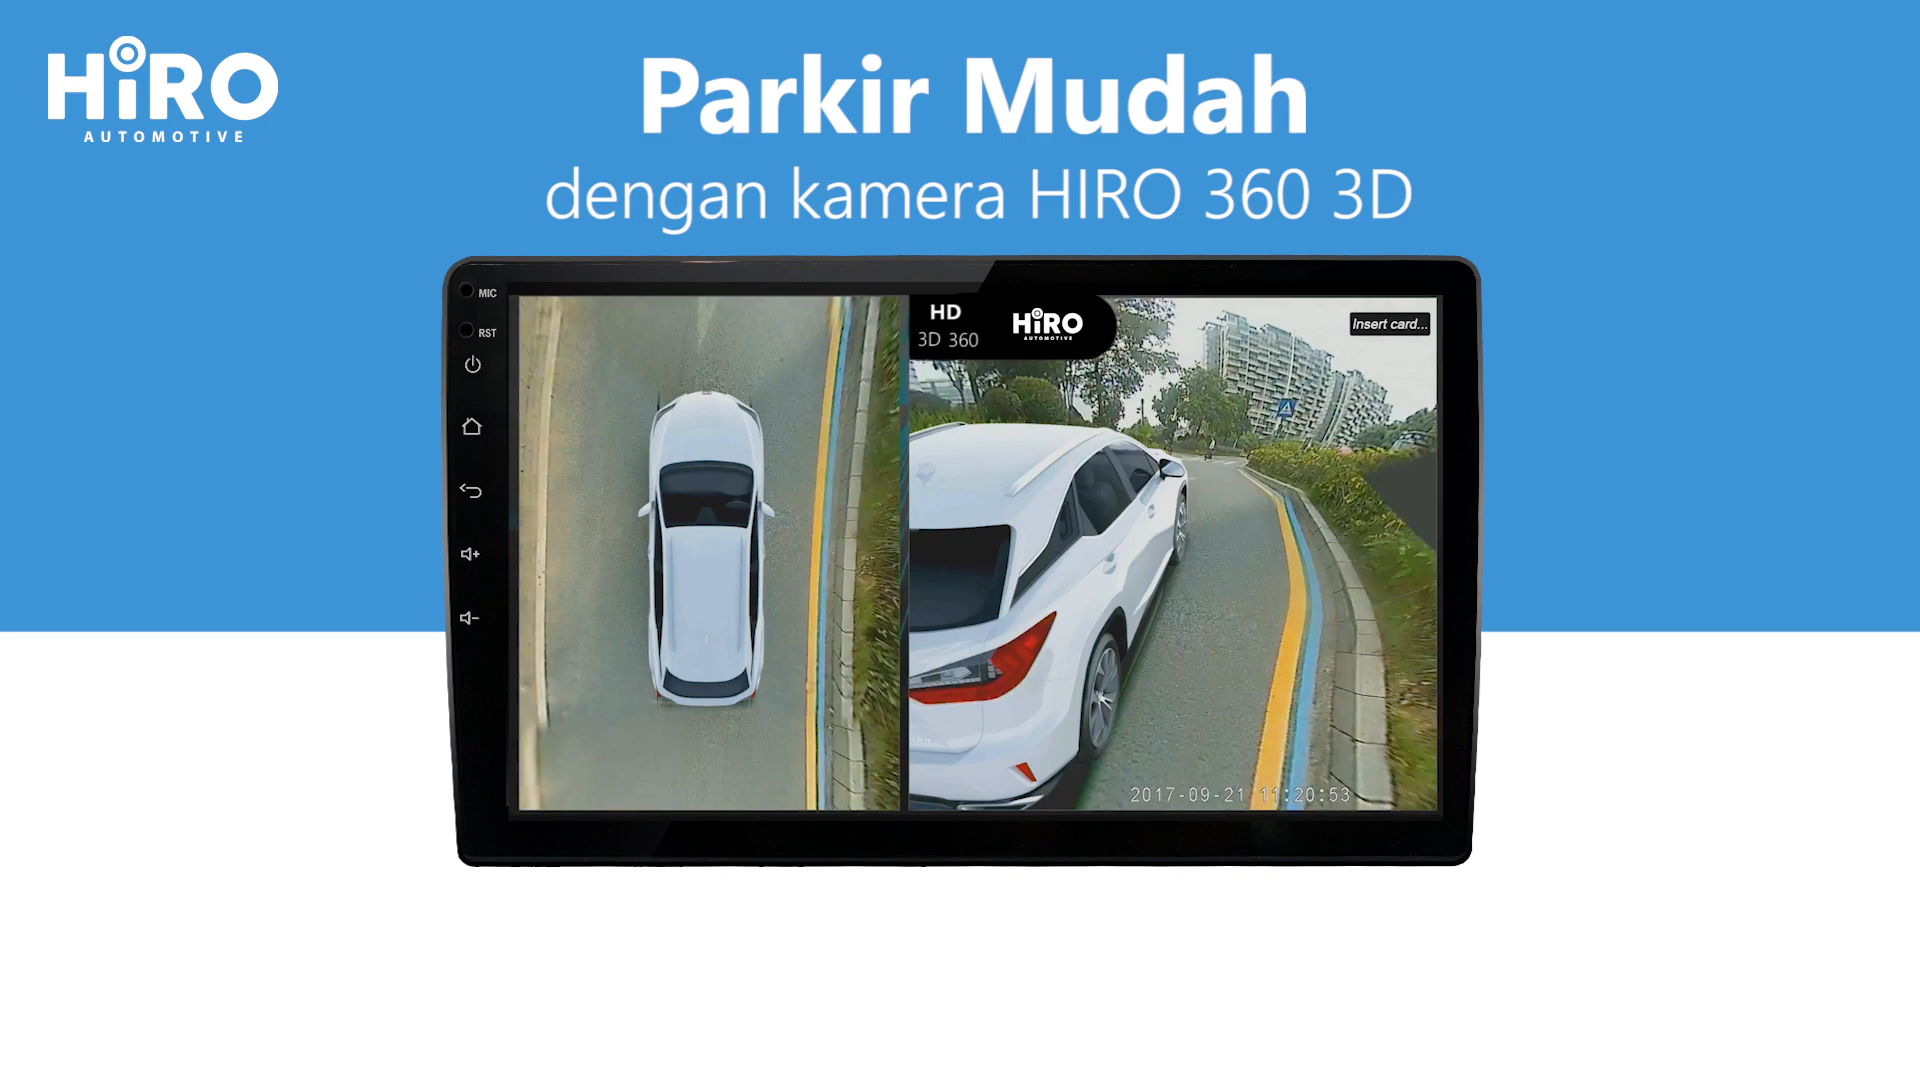 HiRO
AUTOMOTIVE
Parkir Mudah
dengan kamera HIRO 360 3D
MIC
RST
HD
3D 360
HiRO
AUTOMOTIVE
Insert card...
2017-09-21 11:20:53